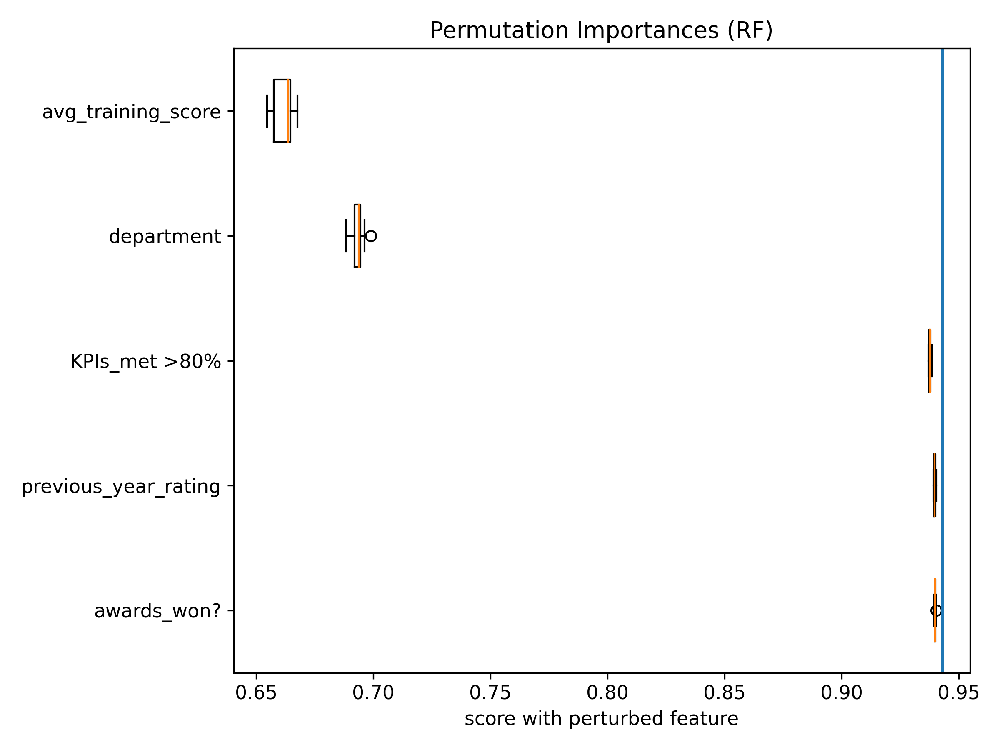 Permutation Importances (RF)
avg_training_score
department
KPIs_met >80%
previous_year_rating
awards_won?
0.65 0.70 0.75 0.80 0.85 0.90 0.95
score with perturbed feature